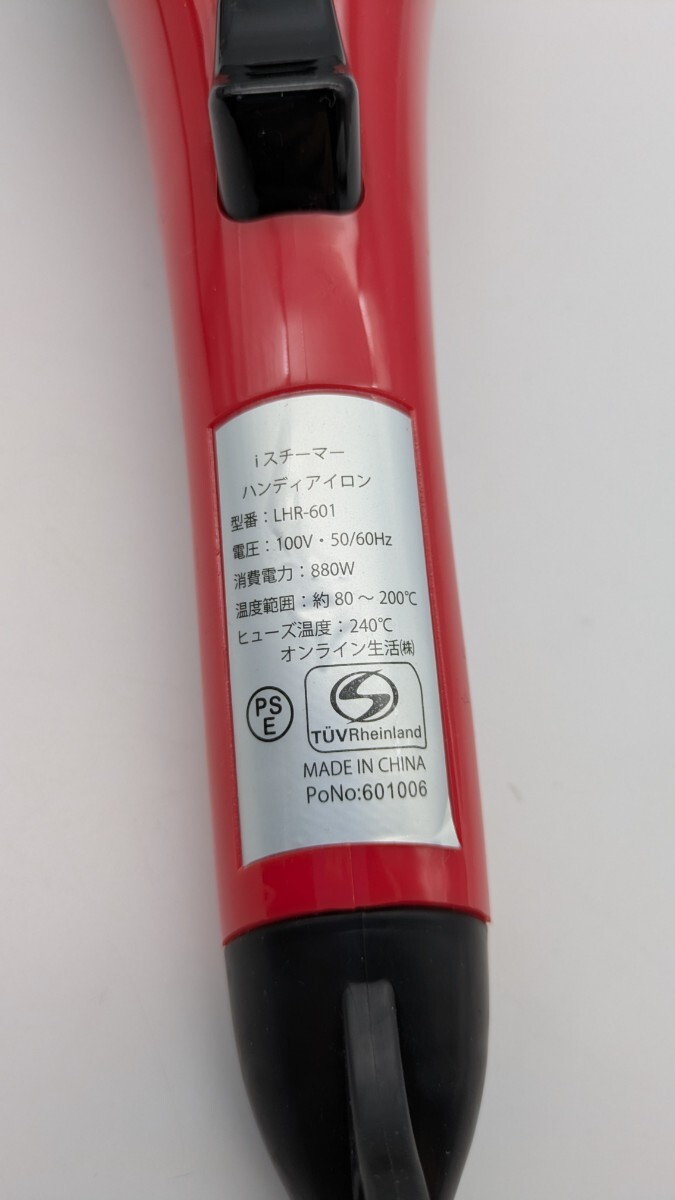 iスチーマー
ハンディアイロン
型番：LHR-601
電圧：100V・50/60Hz
消費電力：880W
温度範囲：約 80 ～ 200℃
ヒューズ温度：240℃
オンライン生活㈱
PS
E
TÜVRheinland
MADE IN CHINA
PoNo:601006